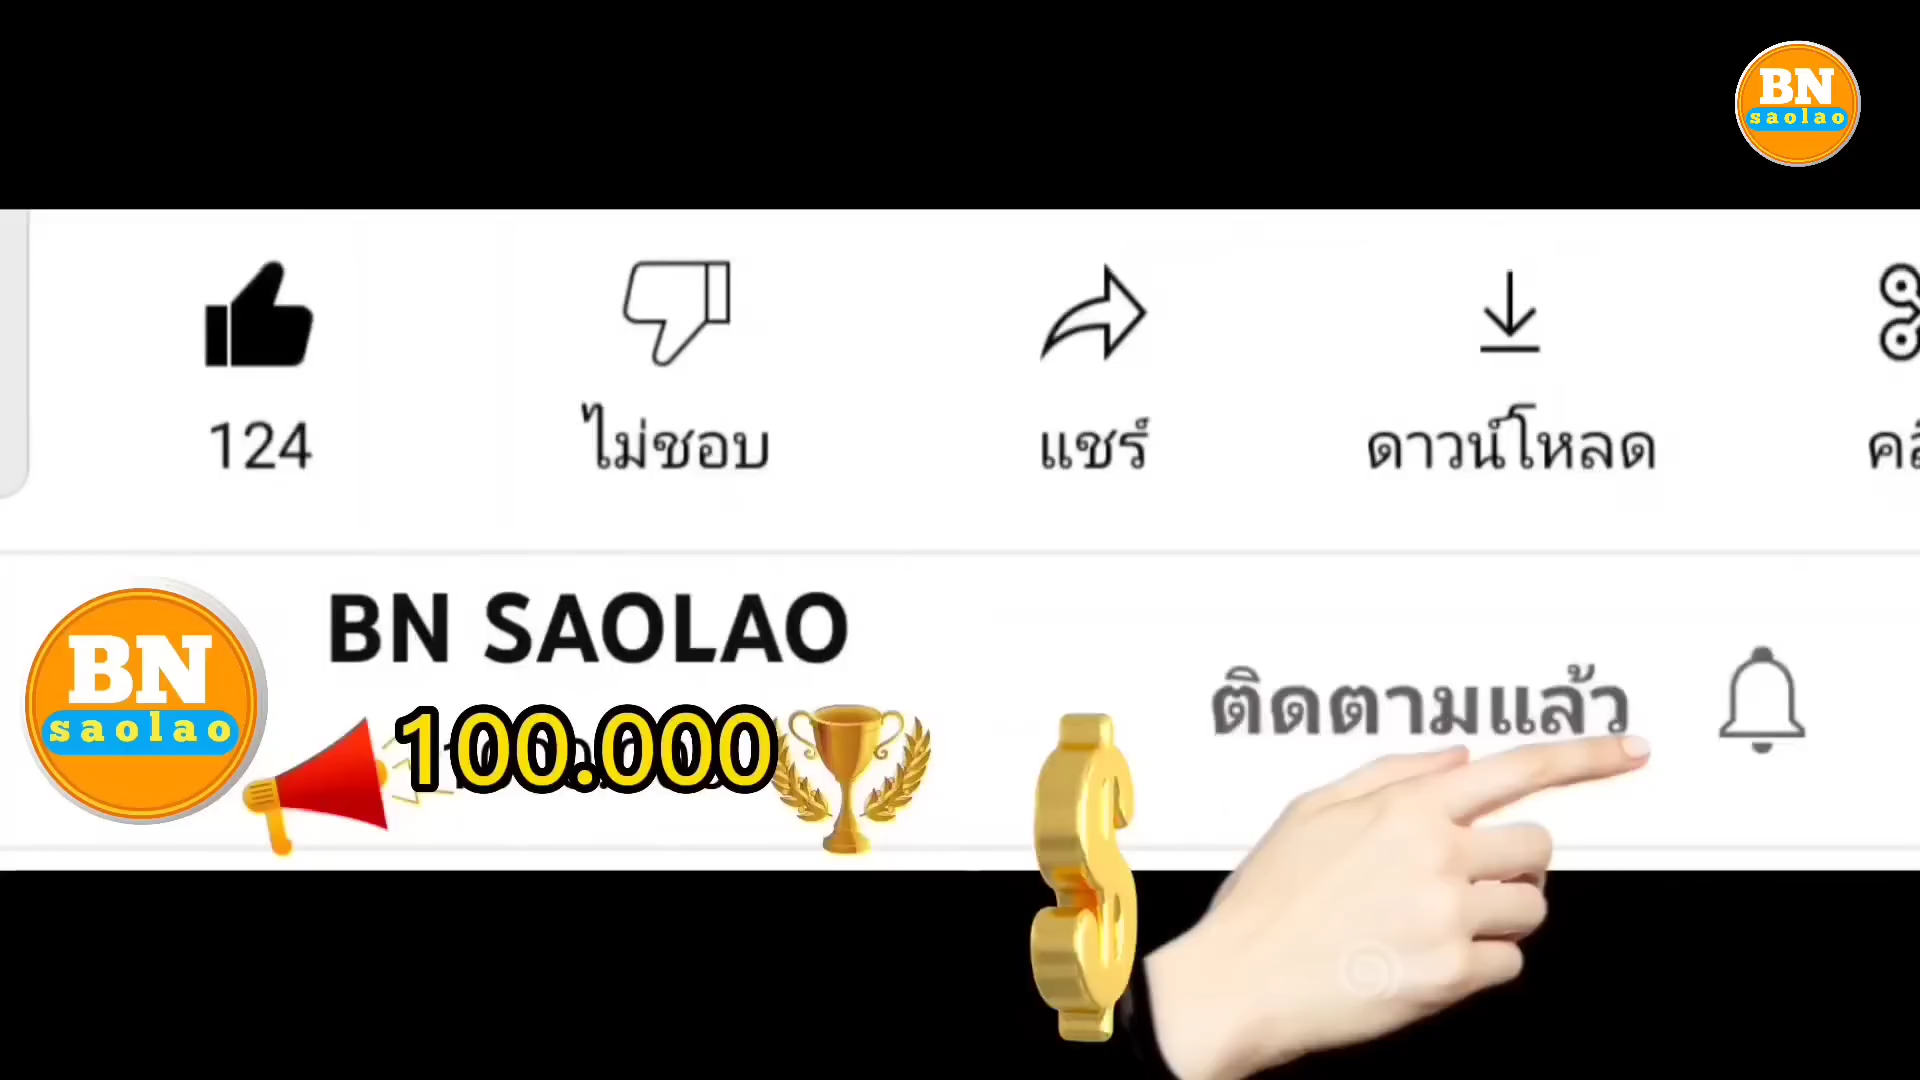 BN
saolao
124
ไม่ชอบ
แชร์
ดาวน์โหลด
BN SAOLAO
BN
saolao
100.000
ติดตามแล้ว